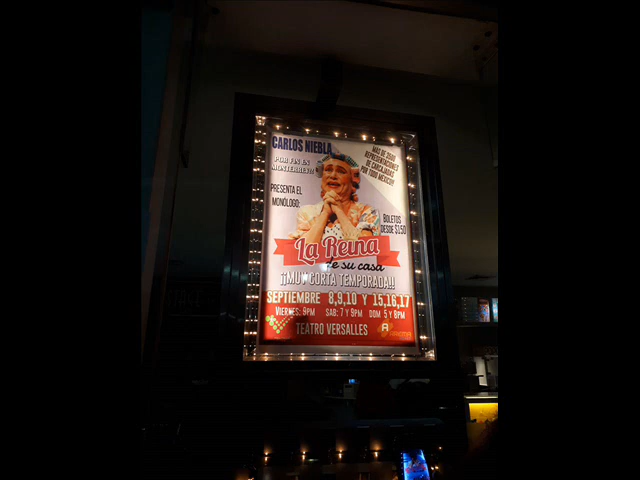 CARLOS NIEBLA
POR FIN EN
MONTERREY!!
MÁS DE 2500
REPRESENTACIONES
DE CARCAJADAS
POR TODO MÉXICO!!
PRESENTA EL
MONÓLOGO:
BOLETOS
DESDE $150
La Reina
de su casa
¡¡MUY CORTA TEMPORADA!!
SEPTIEMBRE 8,9,10 Y 15,16,17
VIERNES: 9PM SAB: 7 Y 9PM DOM: 5 Y 8PM
TEATRO VERSALLES